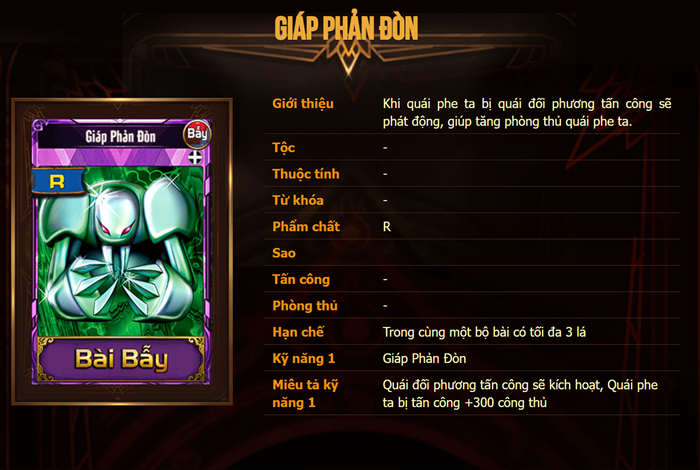 GIÁP PHẢN ĐÒN
Giáp Phản Đòn
Bẫy
R
Bài Bẫy
Giới thiệu
Khi quái phe ta bị quái đối phương tấn công sẽ
phát động, giúp tăng phòng thủ quái phe ta.
Tộc -
Thuộc tính -
Từ khóa -
Phẩm chất R
Sao
Tấn công -
Phòng thủ -
Hạn chế Trong cùng một bộ bài có tối đa 3 lá
Kỹ năng 1 Giáp Phản Đòn
Miêu tả kỹ
năng 1
Quái đối phương tấn công sẽ kích hoạt, Quái phe
ta bị tấn công +300 công thủ